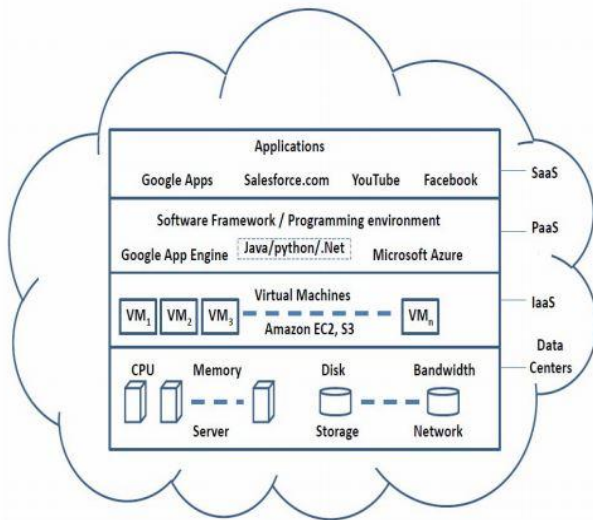 Applications
Google Apps Salesforce.com YouTube Facebook
SaaS
Software Framework / Programming environment
Google App Engine Java/python/.Net Microsoft Azure
PaaS
Virtual Machines
VM1 VM2 VM3 VMn
Amazon EC2, S3
IaaS
CPU Memory Disk Bandwidth
Server Storage Network
Data
Centers